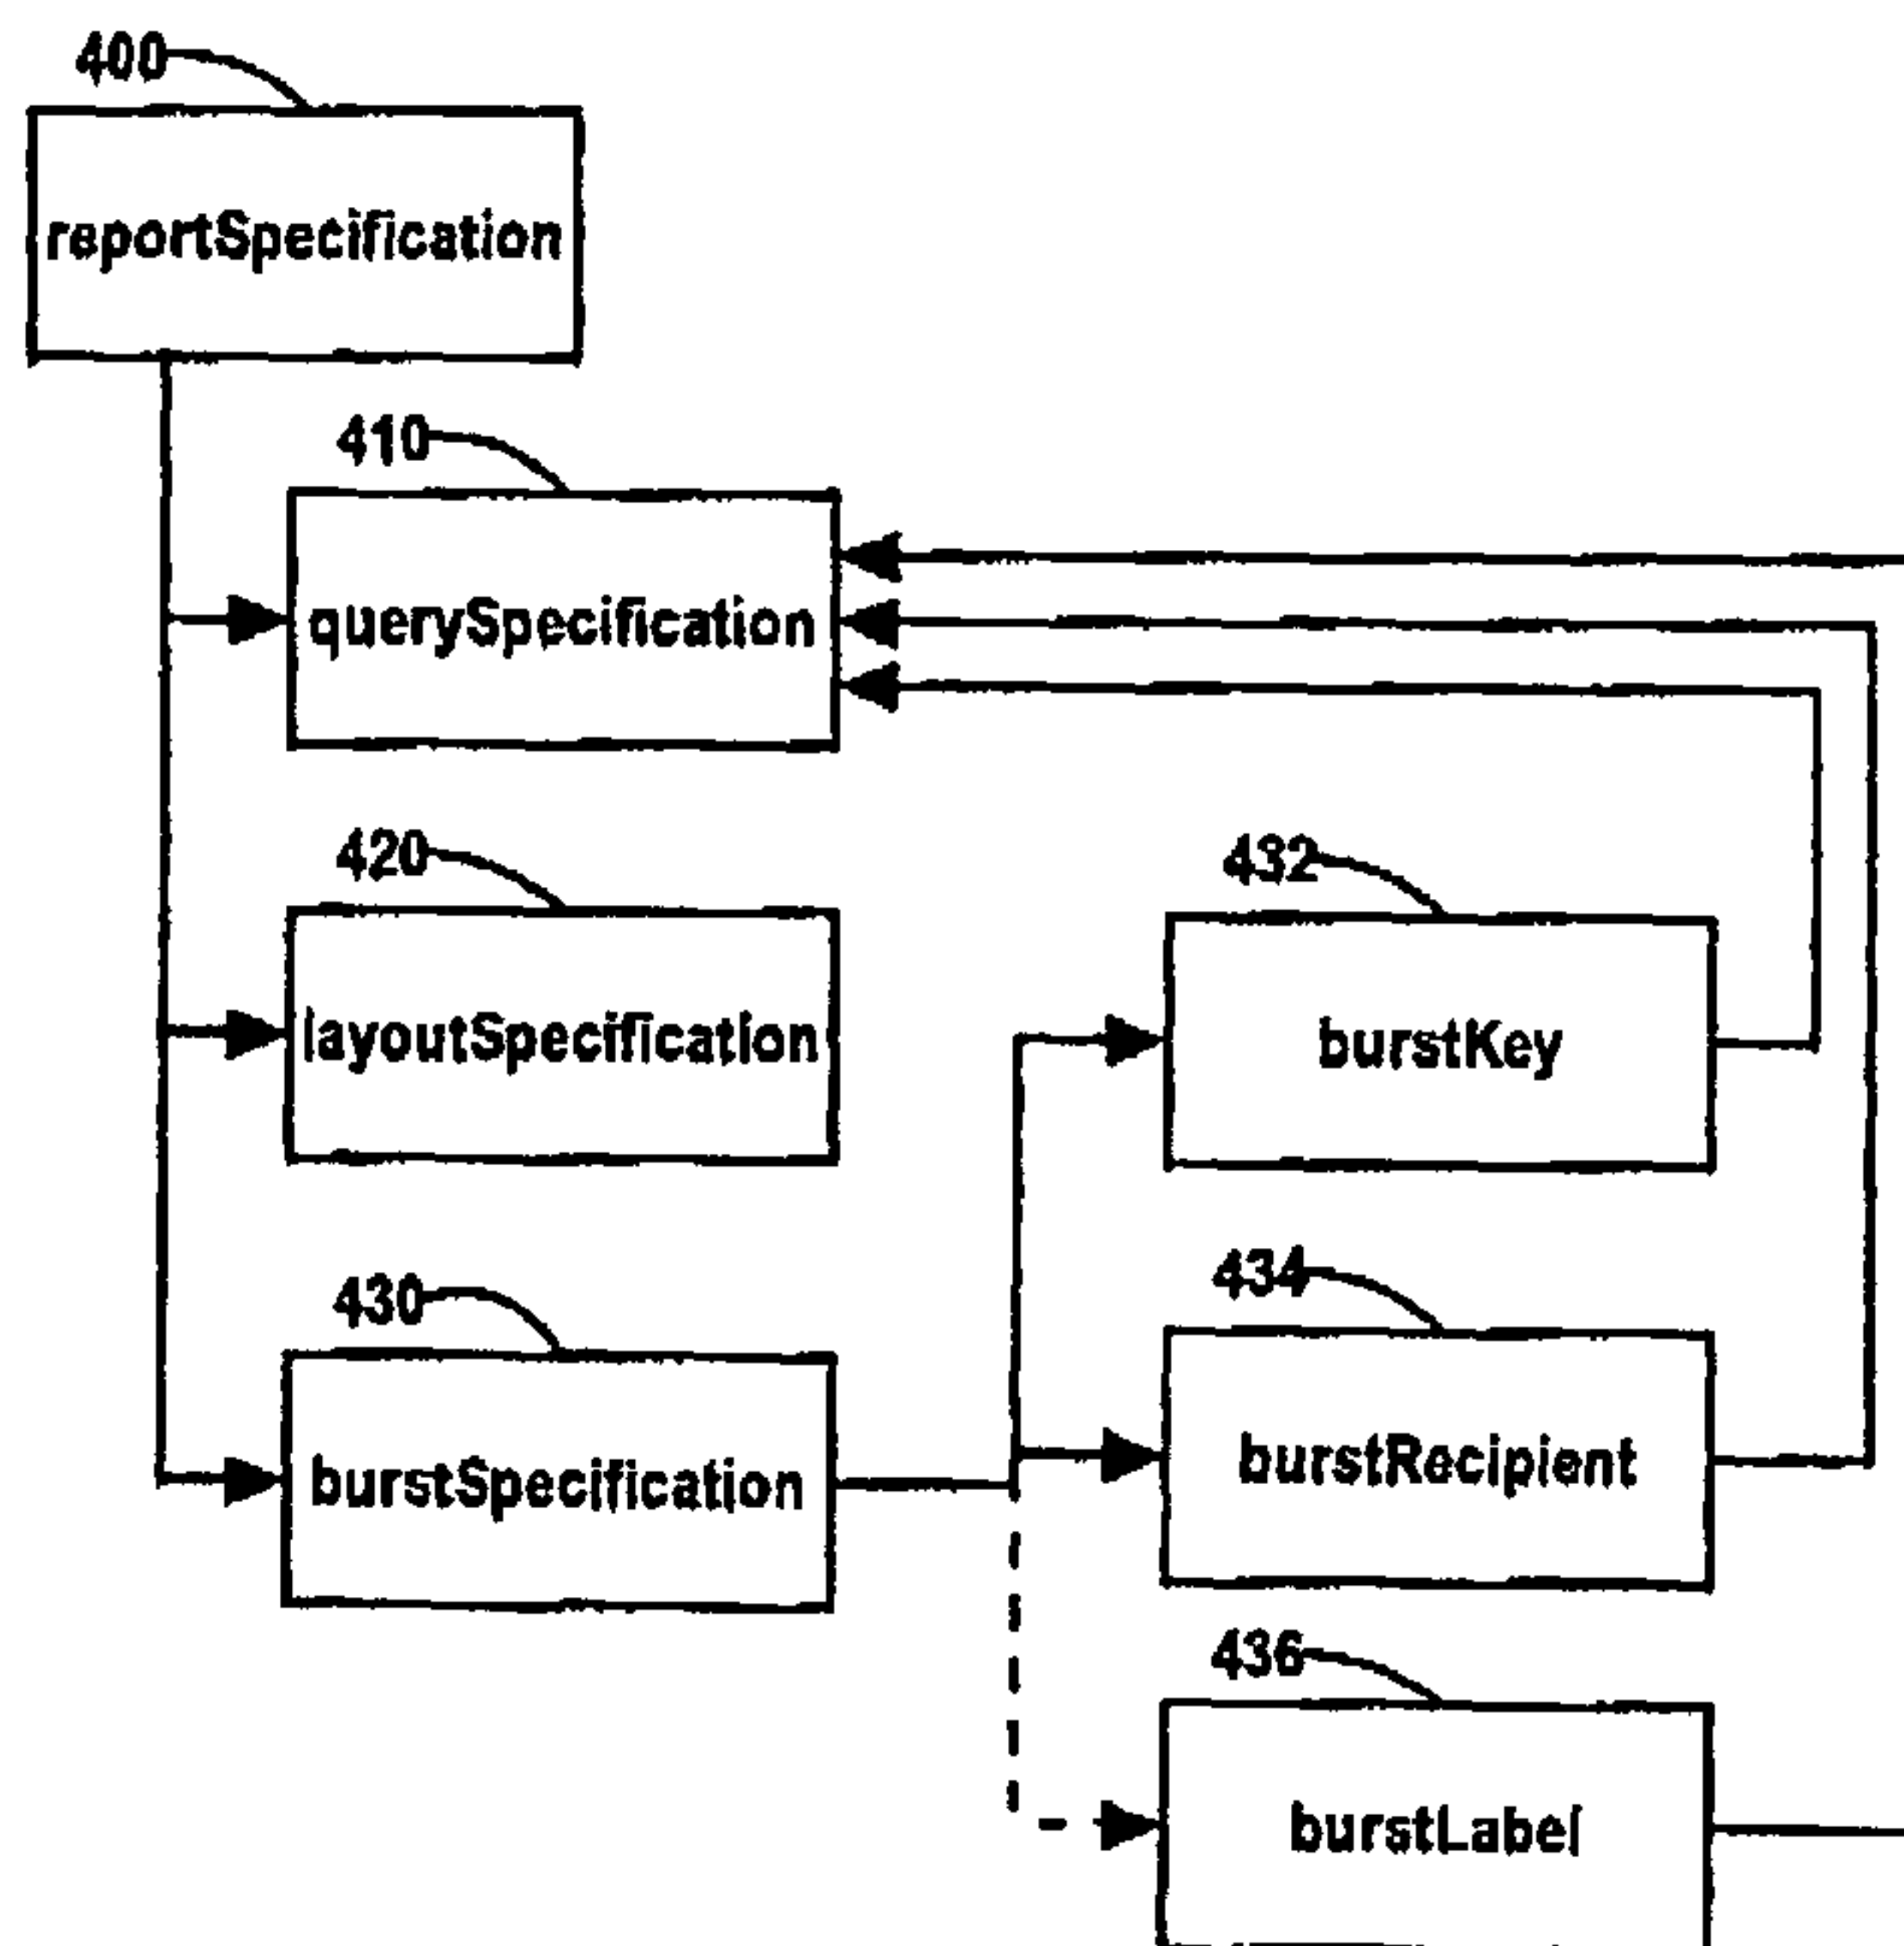 400
reportSpecification
410
querySpecification
420
layoutSpecification
432
burstKey
430
burstSpecification
434
burstRecipient
436
burstLabel